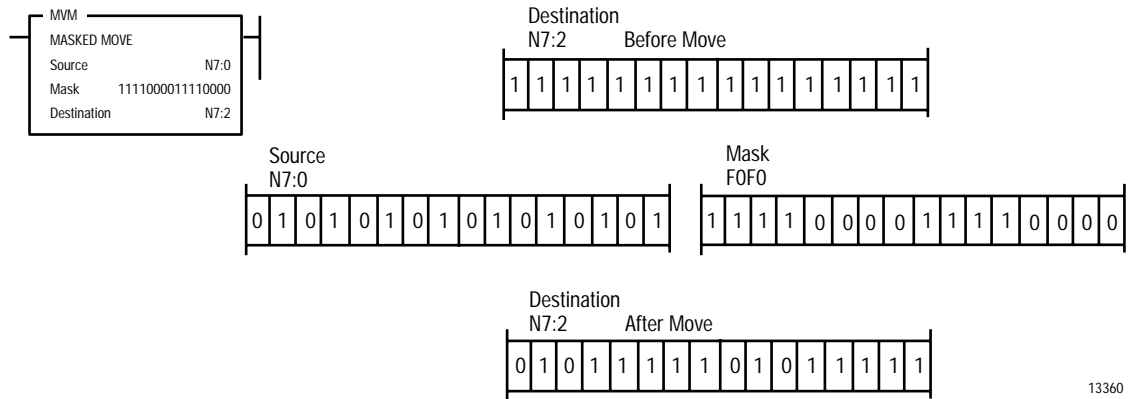 MVM
MASKED MOVE
Source N7:0
Mask 1111000011110000
Destination N7:2
Destination
N7:2 Before Move
1 1 1 1 1 1 1 1 1 1 1 1 1 1 1 1
Source
N7:0
0 1 0 1 0 1 0 1 0 1 0 1 0 1 0 1
Mask
F0F0
1 1 1 1 0 0 0 0 1 1 1 1 0 0 0 0
Destination
N7:2 After Move
0 1 0 1 1 1 1 1 0 1 0 1 1 1 1 1
13360